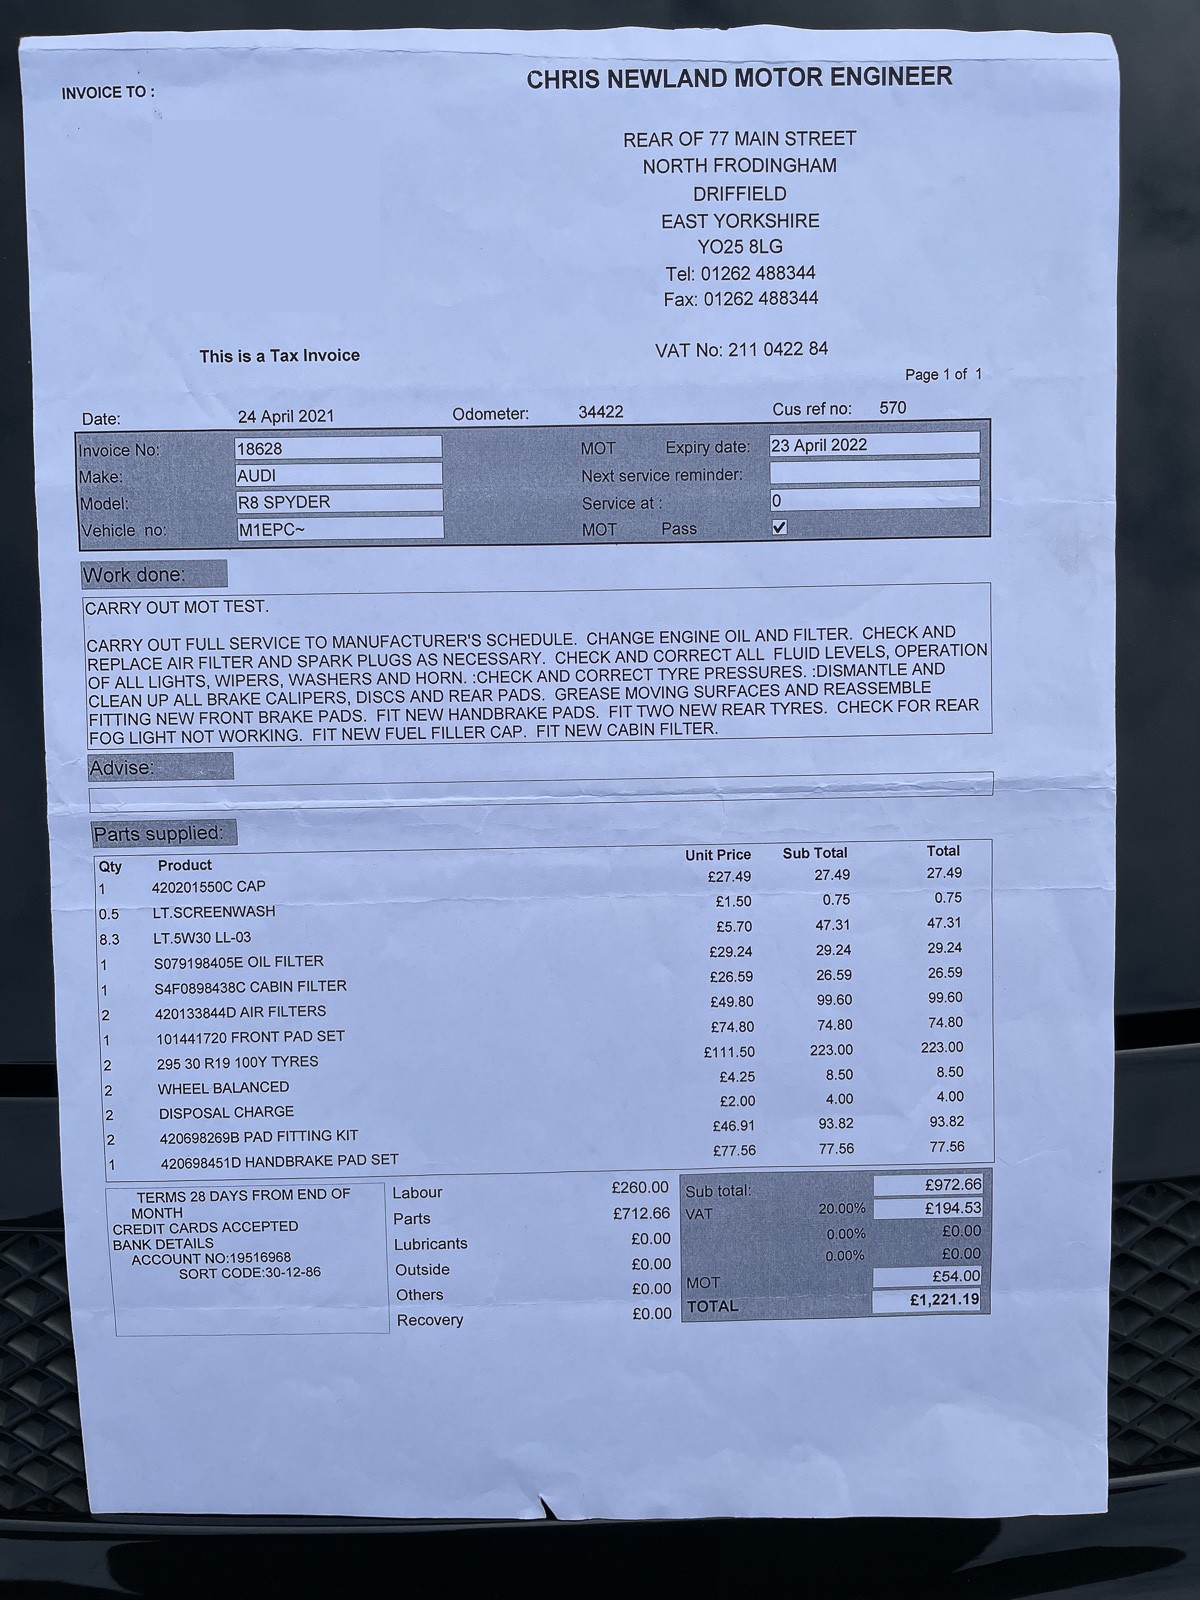 CHRIS NEWLAND MOTOR ENGINEER
INVOICE TO :
REAR OF 77 MAIN STREET
NORTH FRODINGHAM
DRIFFIELD
EAST YORKSHIRE
YO25 8LG
Tel: 01262 488344
Fax: 01262 488344
This is a Tax Invoice
VAT No: 211 0422 84
Page 1 of 1
Date: 24 April 2021 Odometer: 34422 Cus ref no: 570
Invoice No: 18628 MOT Expiry date: 23 April 2022
Make: AUDI Next service reminder:
Model: R8 SPYDER Service at : 0
Vehicle no: M1EPC~ MOT Pass ✓
Work done:
CARRY OUT MOT TEST.
CARRY OUT FULL SERVICE TO MANUFACTURER'S SCHEDULE. CHANGE ENGINE OIL AND FILTER. CHECK AND
REPLACE AIR FILTER AND SPARK PLUGS AS NECESSARY. CHECK AND CORRECT ALL FLUID LEVELS, OPERATION
OF ALL LIGHTS, WIPERS, WASHERS AND HORN. :CHECK AND CORRECT TYRE PRESSURES. :DISMANTLE AND
CLEAN UP ALL BRAKE CALIPERS, DISCS AND REAR PADS. GREASE MOVING SURFACES AND REASSEMBLE
FITTING NEW FRONT BRAKE PADS. FIT NEW HANDBRAKE PADS. FIT TWO NEW REAR TYRES. CHECK FOR REAR
FOG LIGHT NOT WORKING. FIT NEW FUEL FILLER CAP. FIT NEW CABIN FILTER.
Advise:
Parts supplied:
Qty Product Unit Price Sub Total Total
1 420201550C CAP £27.49 27.49 27.49
0.5 LT.SCREENWASH £1.50 0.75 0.75
8.3 LT.5W30 LL-03 £5.70 47.31 47.31
1 S079198405E OIL FILTER £29.24 29.24 29.24
1 S4F0898438C CABIN FILTER £26.59 26.59 26.59
2 420133844D AIR FILTERS £49.80 99.60 99.60
1 101441720 FRONT PAD SET £74.80 74.80 74.80
2 295 30 R19 100Y TYRES £111.50 223.00 223.00
2 WHEEL BALANCED £4.25 8.50 8.50
2 DISPOSAL CHARGE £2.00 4.00 4.00
2 420698269B PAD FITTING KIT £46.91 93.82 93.82
1 420698451D HANDBRAKE PAD SET £77.56 77.56 77.56
TERMS 28 DAYS FROM END OF
MONTH
CREDIT CARDS ACCEPTED
BANK DETAILS
ACCOUNT NO:19516968
SORT CODE:30-12-86
Labour £260.00
Parts £712.66
Lubricants £0.00
Outside £0.00
Others £0.00
Recovery £0.00
Sub total: £972.66
VAT 20.00% £194.53
0.00% £0.00
0.00% £0.00
MOT £54.00
TOTAL £1,221.19